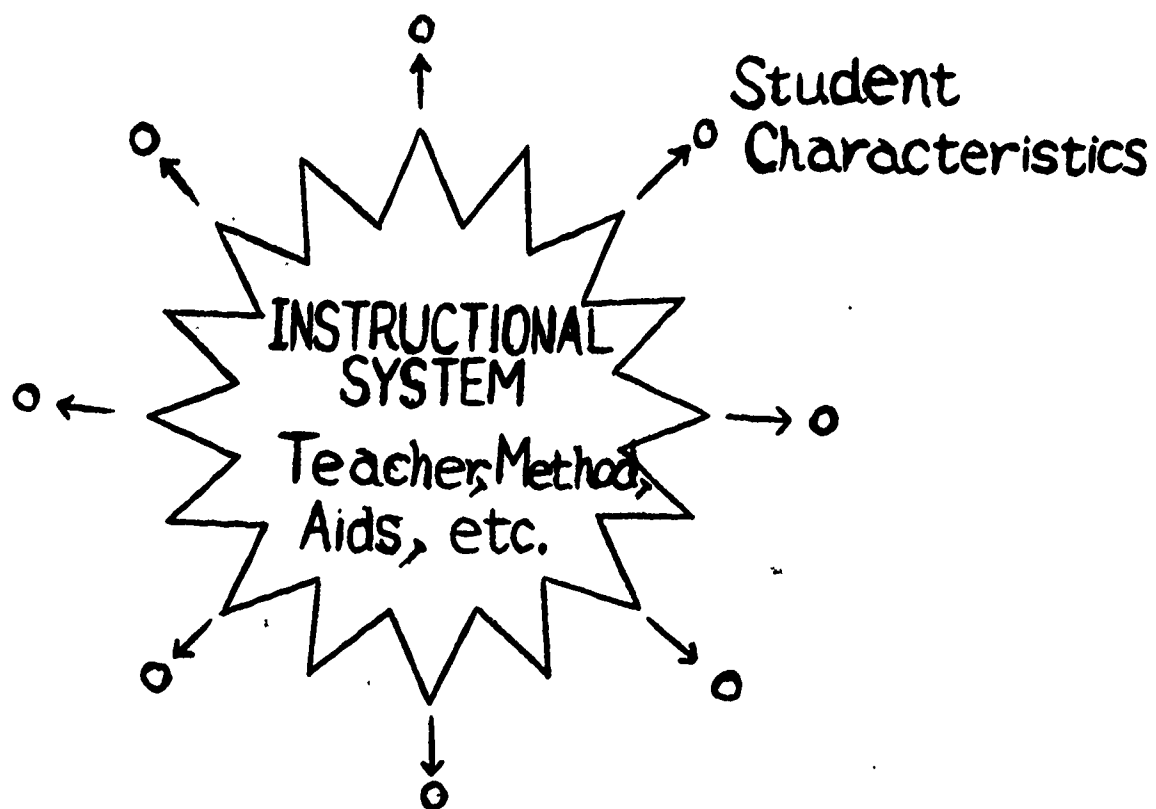 Student
Characteristics
INSTRUCTIONAL
SYSTEM
Teacher, Method,
Aids, etc.